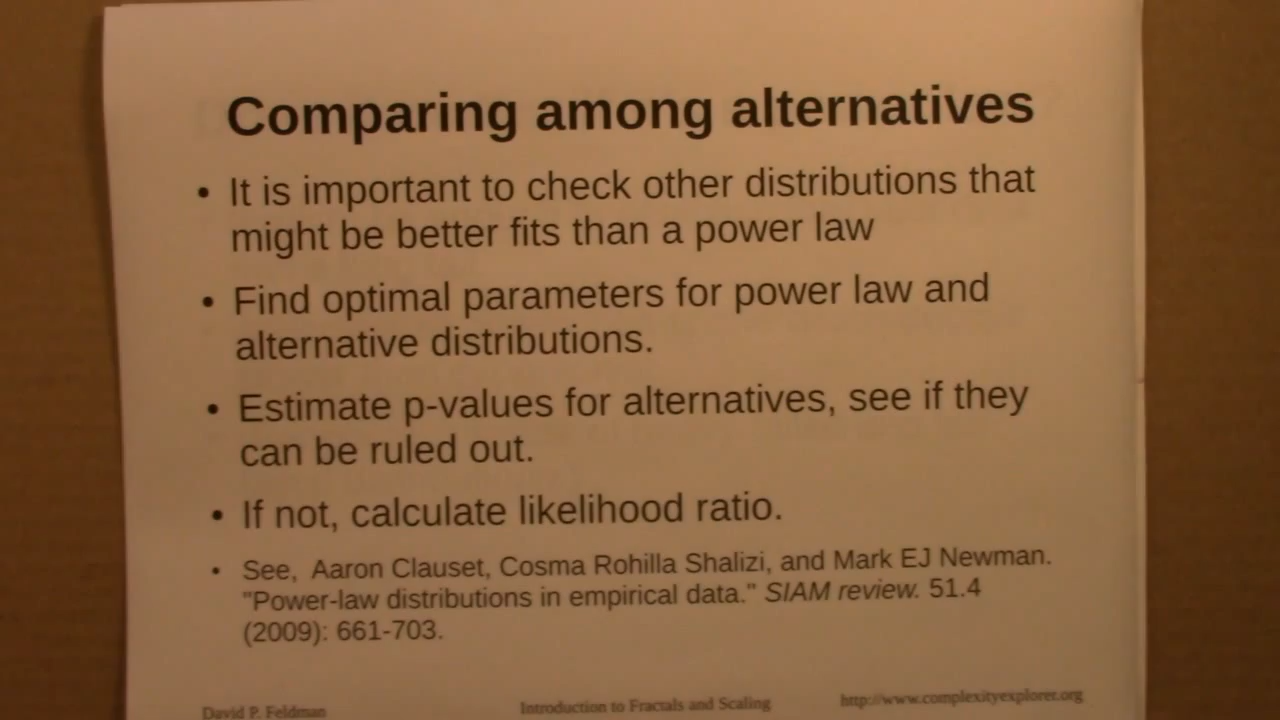 Comparing among alternatives
• It is important to check other distributions that
might be better fits than a power law
• Find optimal parameters for power law and
alternative distributions.
• Estimate p-values for alternatives, see if they
can be ruled out.
• If not, calculate likelihood ratio.
• See, Aaron Clauset, Cosma Rohilla Shalizi, and Mark EJ Newman.
"Power-law distributions in empirical data." SIAM review. 51.4
(2009): 661-703.
David P. Feldman Introduction to Fractals and Scaling http://www.complexityexplorer.org